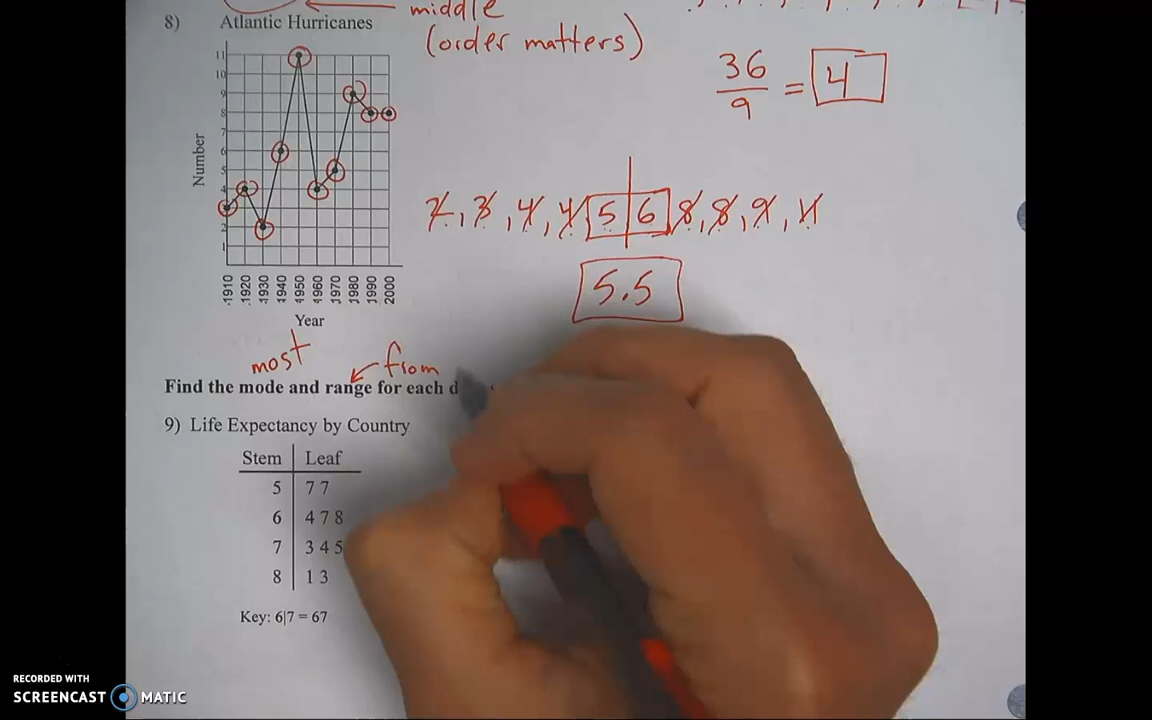 middle
8) Atlantic Hurricanes
(order matters)
36
9
= 4
11
10
9
8
7
6
5
4
2
1
Number
1910
1920
1930
1940
1950
1960
1970
1980
1990
2000
Year
2, 3, 4, 4 5 6 8, 8, 9, 11
5.5
most
from
Find the mode and range for each d
9) Life Expectancy by Country
Stem Leaf
5 7 7
6 4 7 8
7 3 4 5
8 1 3
Key: 6|7 = 67
RECORDED WITH
SCREENCAST MATIC